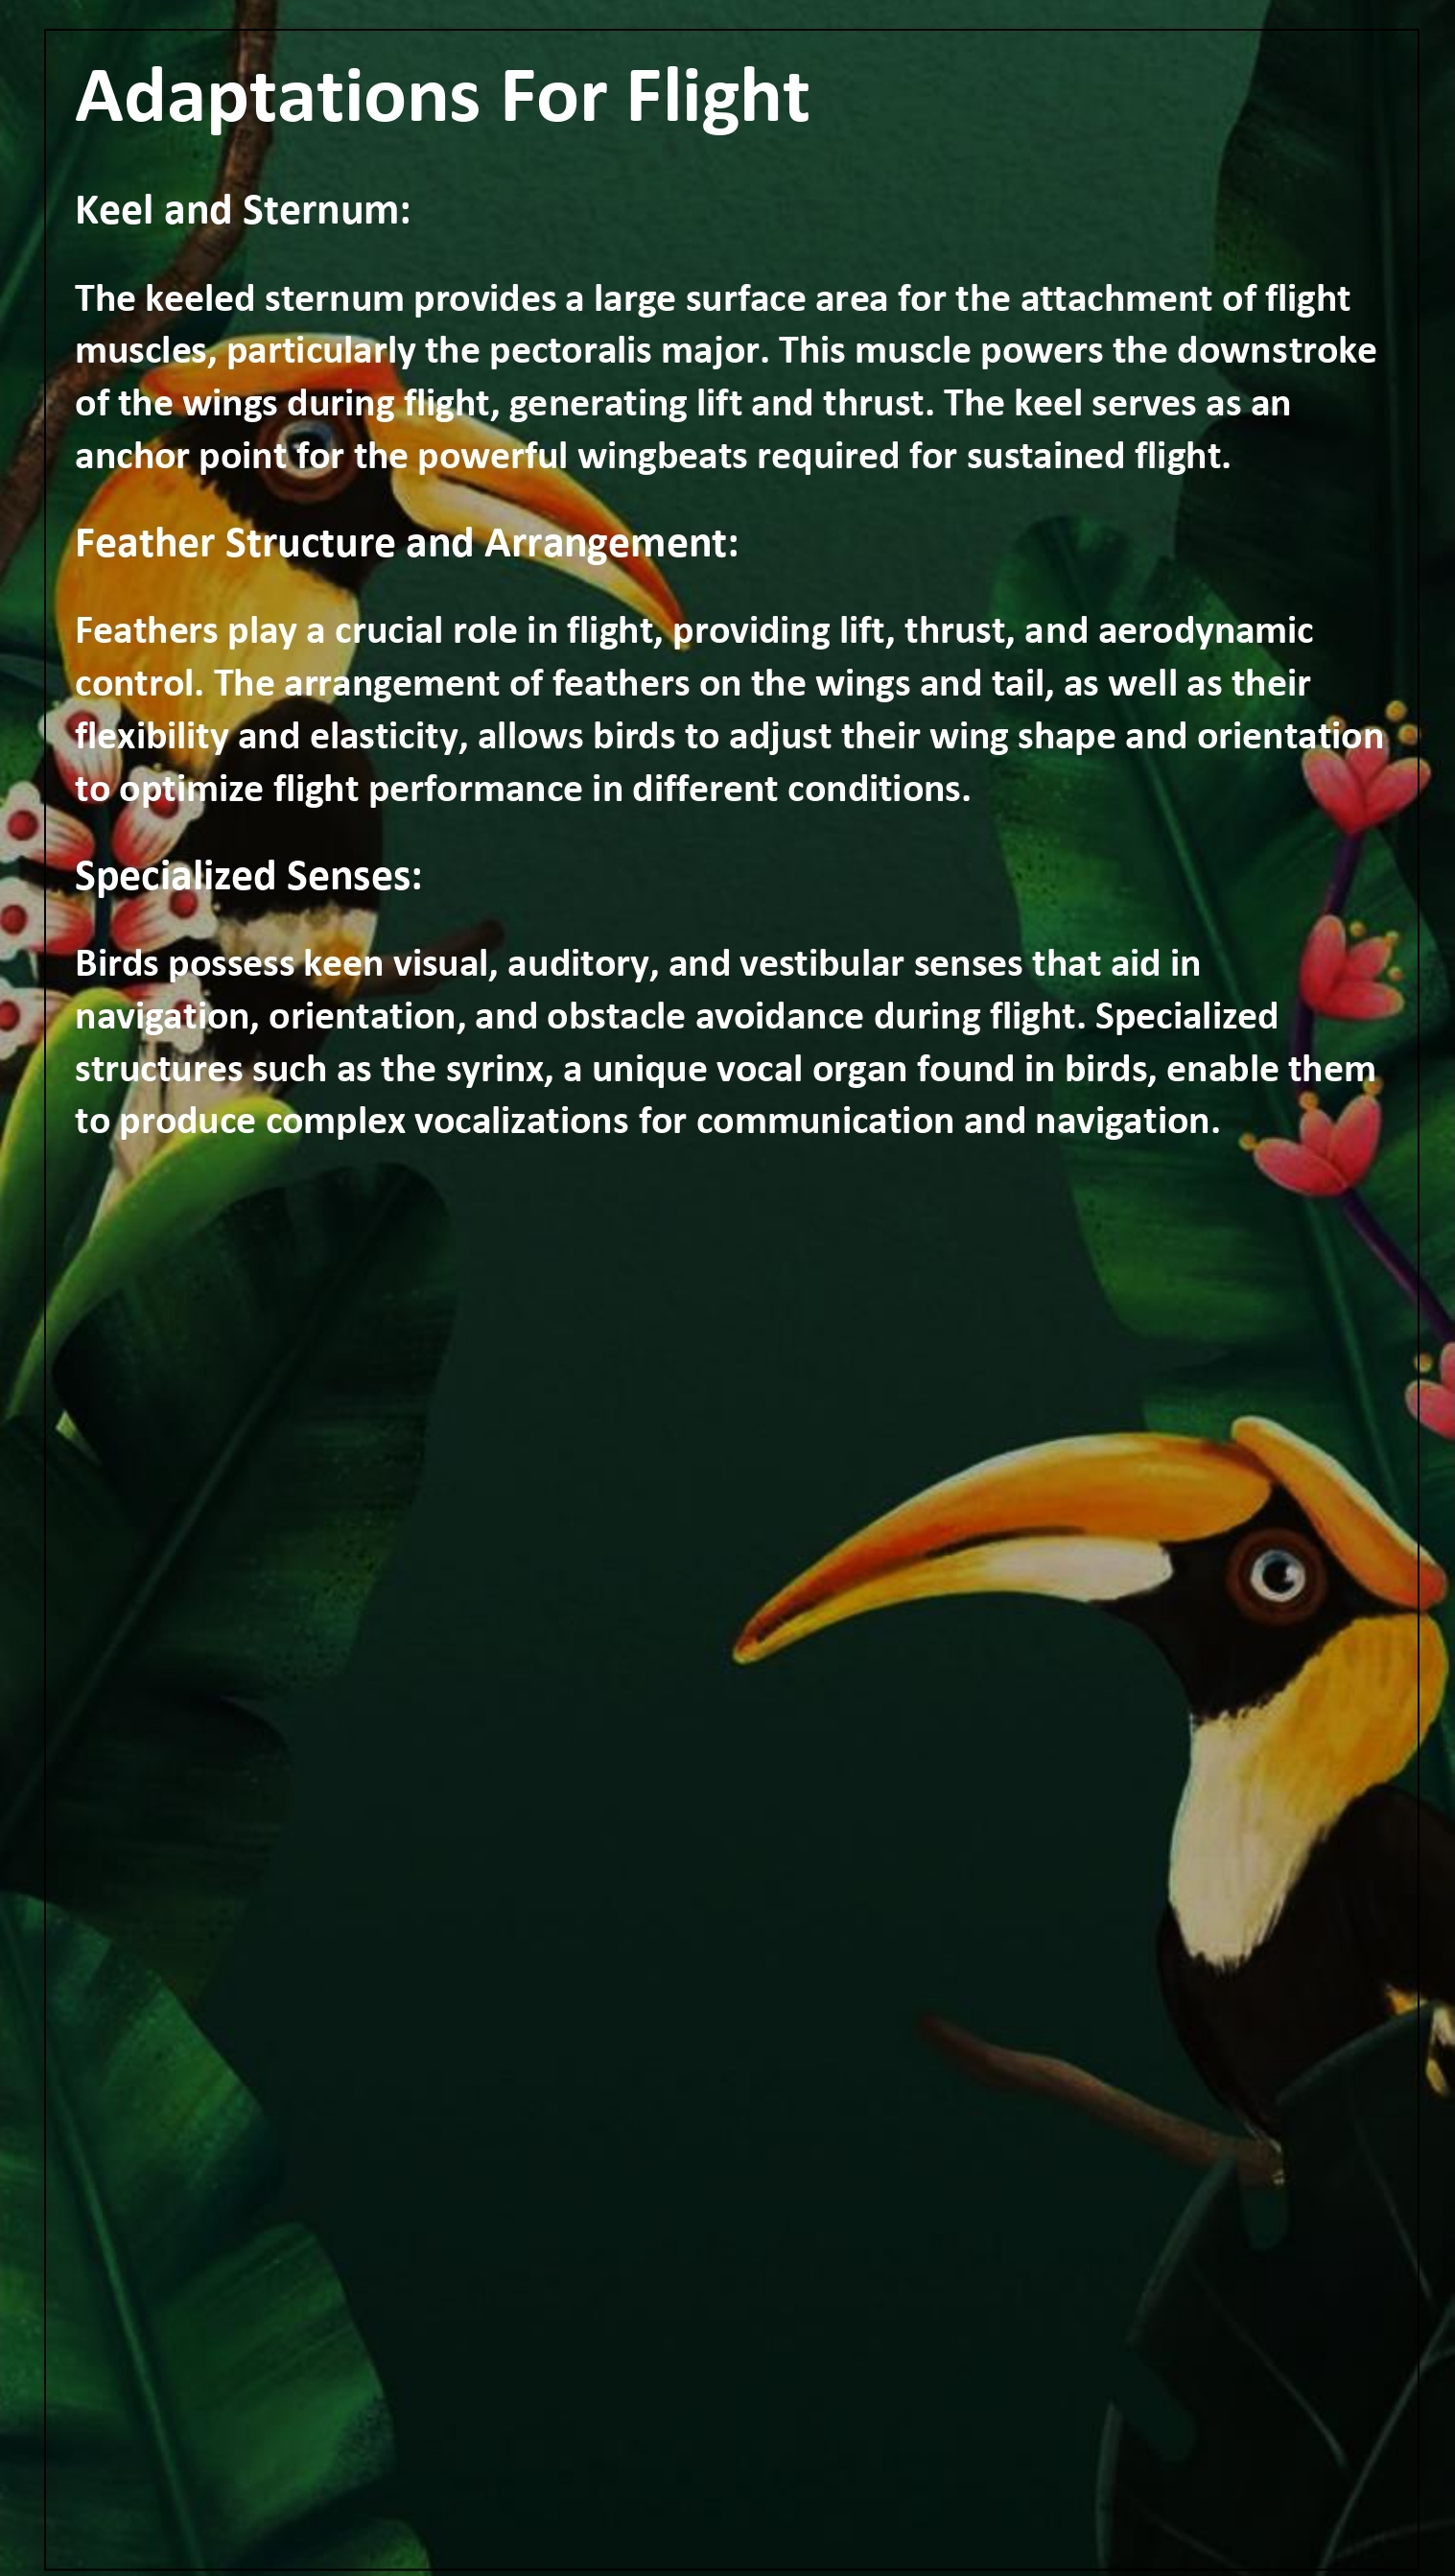 Adaptations For Flight
Keel and Sternum:
The keeled sternum provides a large surface area for the attachment of flight
muscles, particularly the pectoralis major. This muscle powers the downstroke
of the wings during flight, generating lift and thrust. The keel serves as an
anchor point for the powerful wingbeats required for sustained flight.
Feather Structure and Arrangement:
Feathers play a crucial role in flight, providing lift, thrust, and aerodynamic
control. The arrangement of feathers on the wings and tail, as well as their
flexibility and elasticity, allows birds to adjust their wing shape and orientation
to optimize flight performance in different conditions.
Specialized Senses:
Birds possess keen visual, auditory, and vestibular senses that aid in
navigation, orientation, and obstacle avoidance during flight. Specialized
structures such as the syrinx, a unique vocal organ found in birds, enable them
to produce complex vocalizations for communication and navigation.